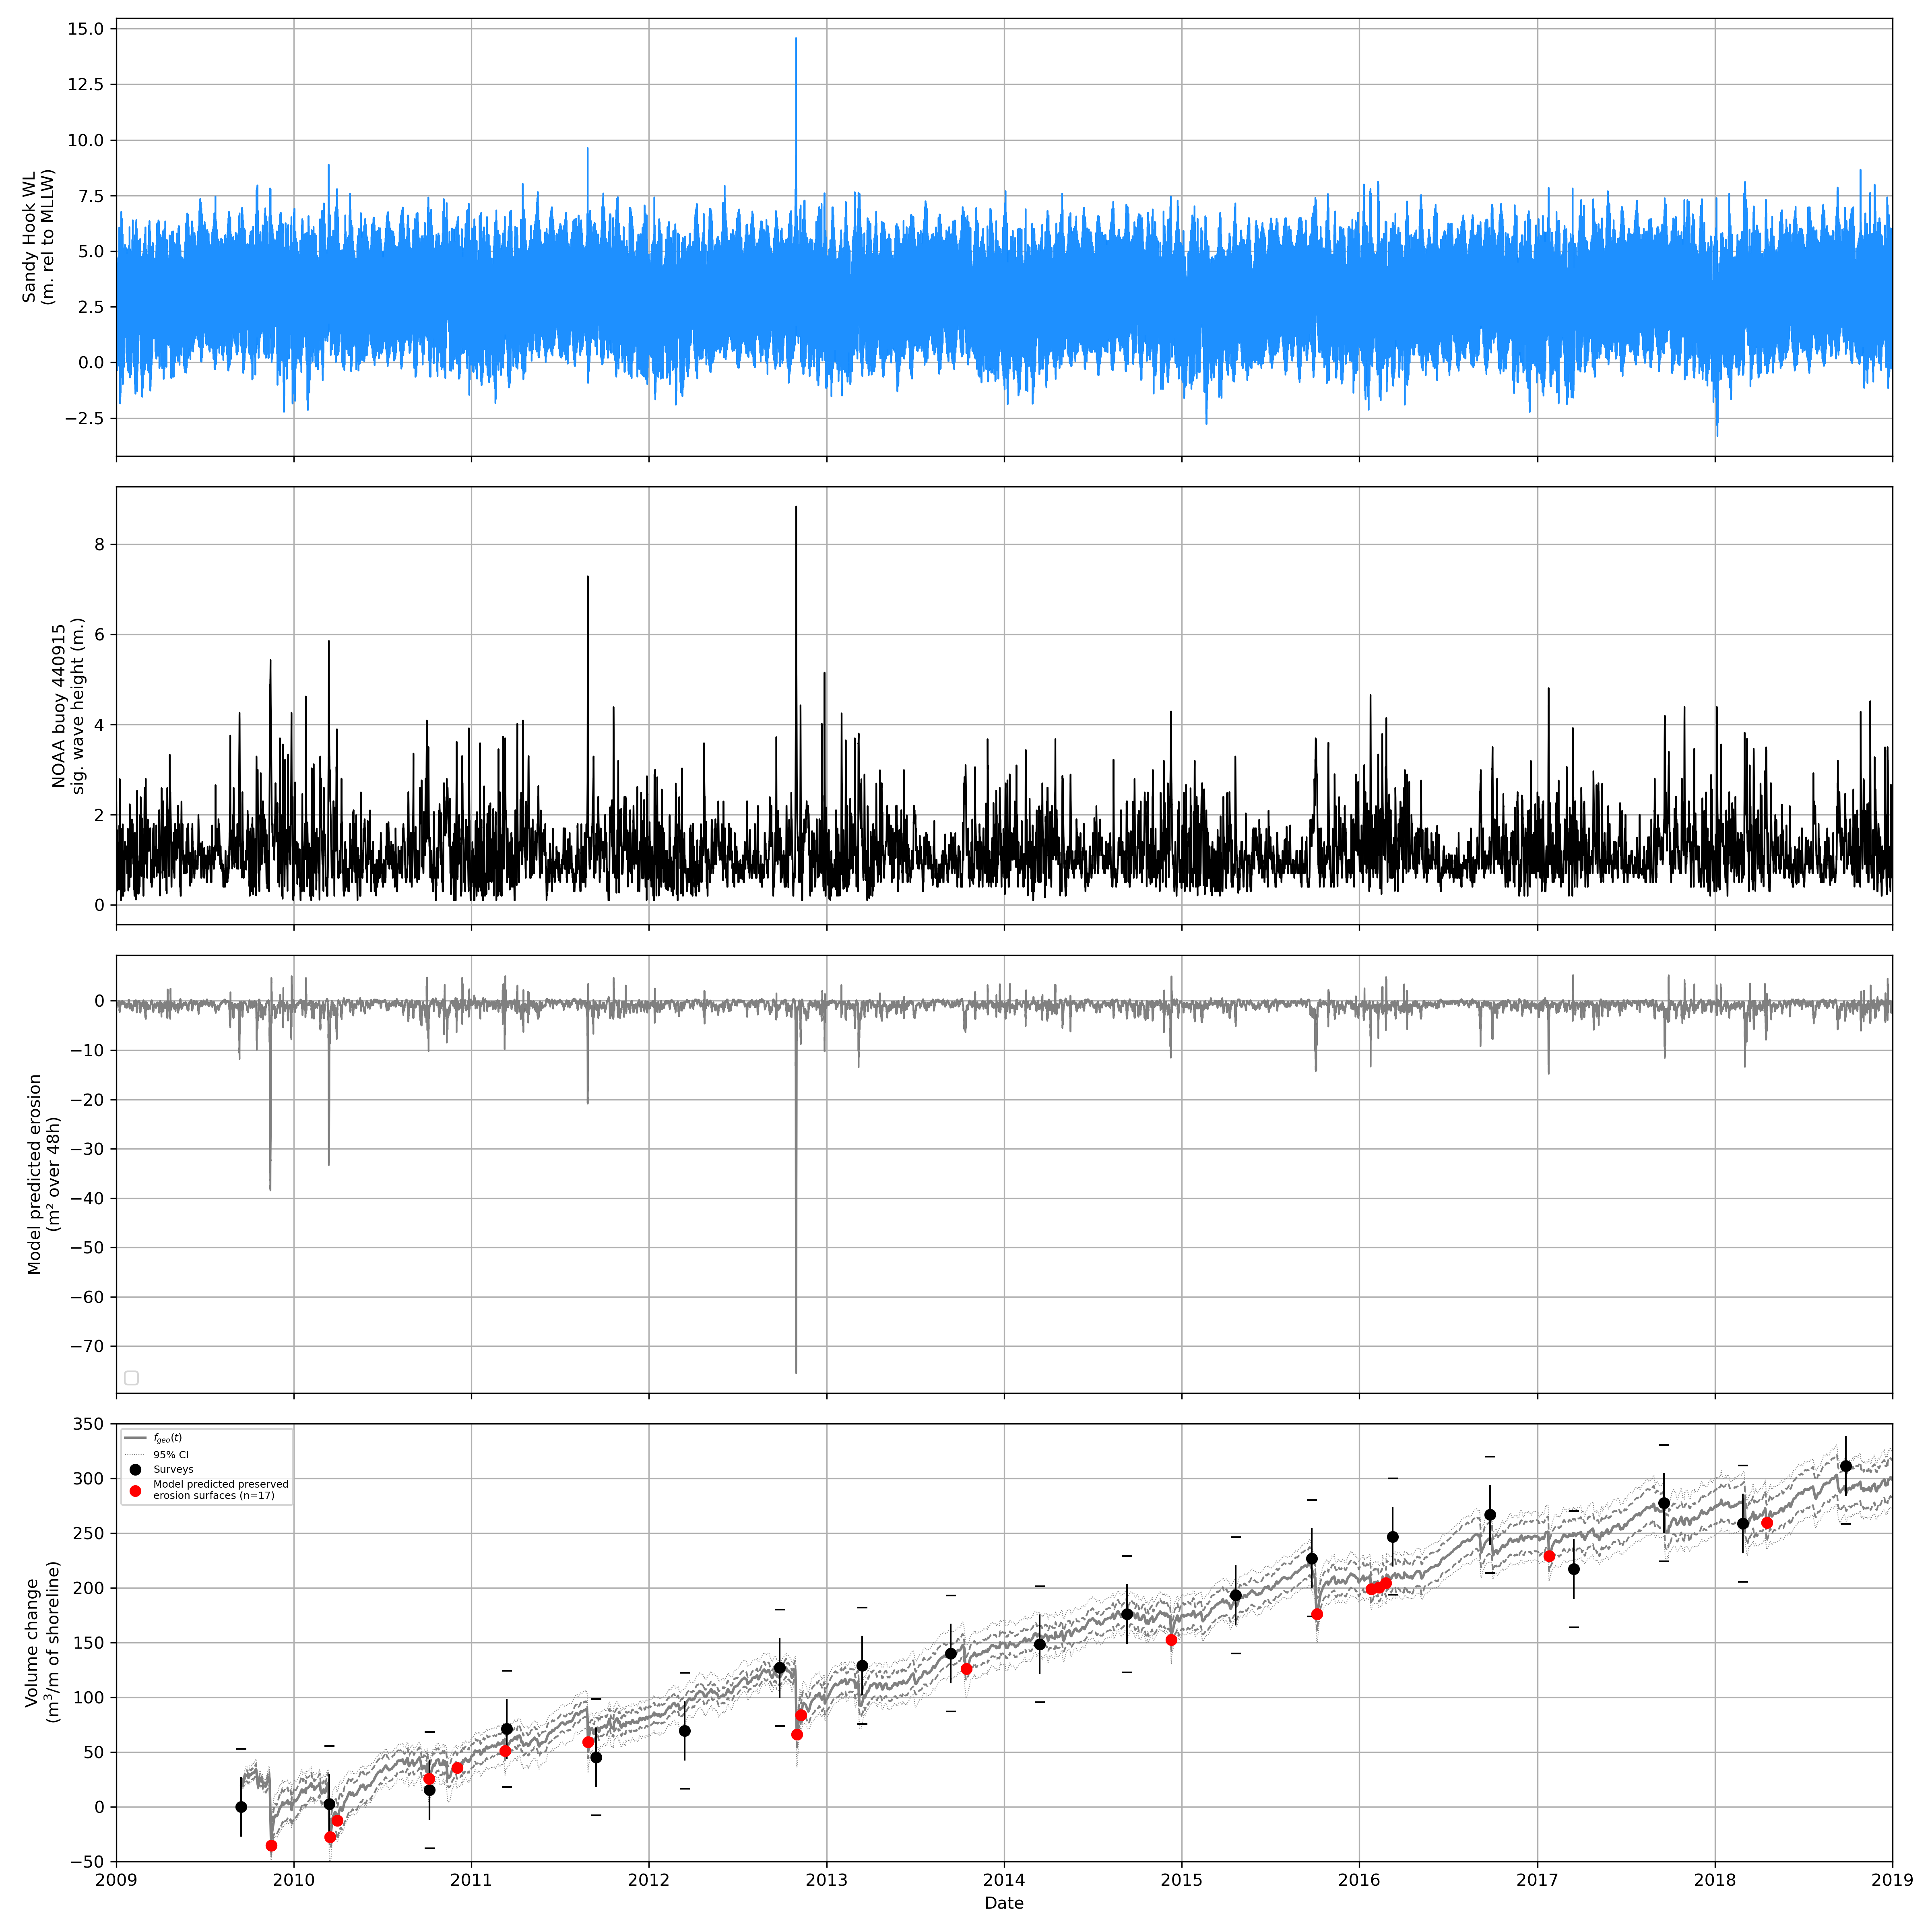 15.0
12.5
10.0
7.5
5.0
2.5
0.0
−2.5
Sandy Hook WL
(m. rel to MLLW)
8
6
4
2
0
NOAA buoy 440915
sig. wave height (m.)
0
−10
−20
−30
−40
−50
−60
−70
Model predicted erosion
(m² over 48h)
350
300
250
200
150
100
50
0
−50
Volume change
(m³/m of shoreline)
f_geo(t)
95% CI
Surveys
Model predicted preserved
erosion surfaces (n=17)
2009 2010 2011 2012 2013 2014 2015 2016 2017 2018 2019
Date